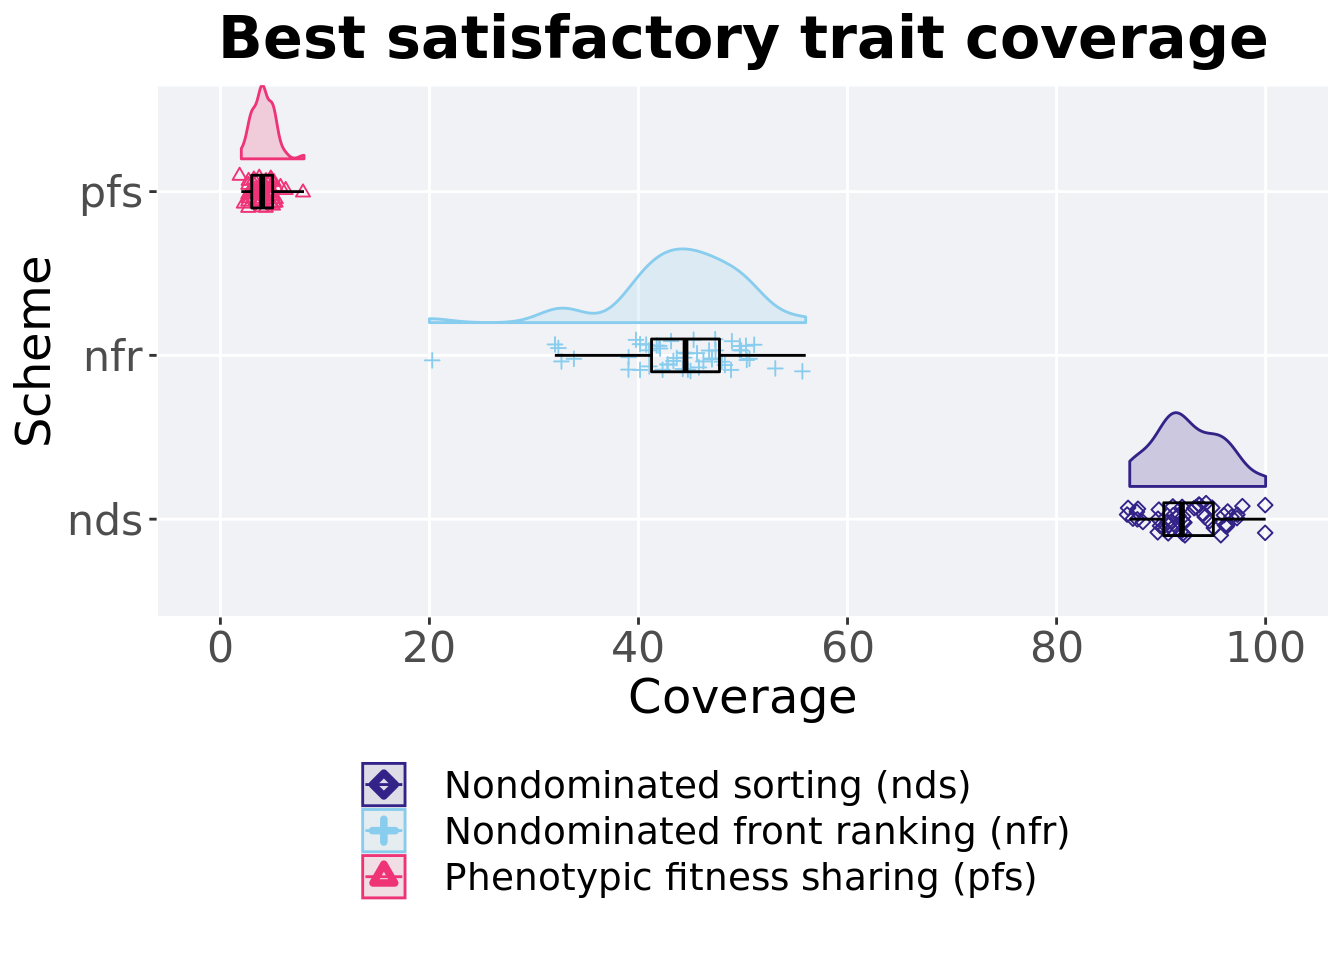 Best satisfactory trait coverage
Scheme
pfs
nfr
nds
0 20 40 60 80 100
Coverage
Nondominated sorting (nds)
Nondominated front ranking (nfr)
Phenotypic fitness sharing (pfs)